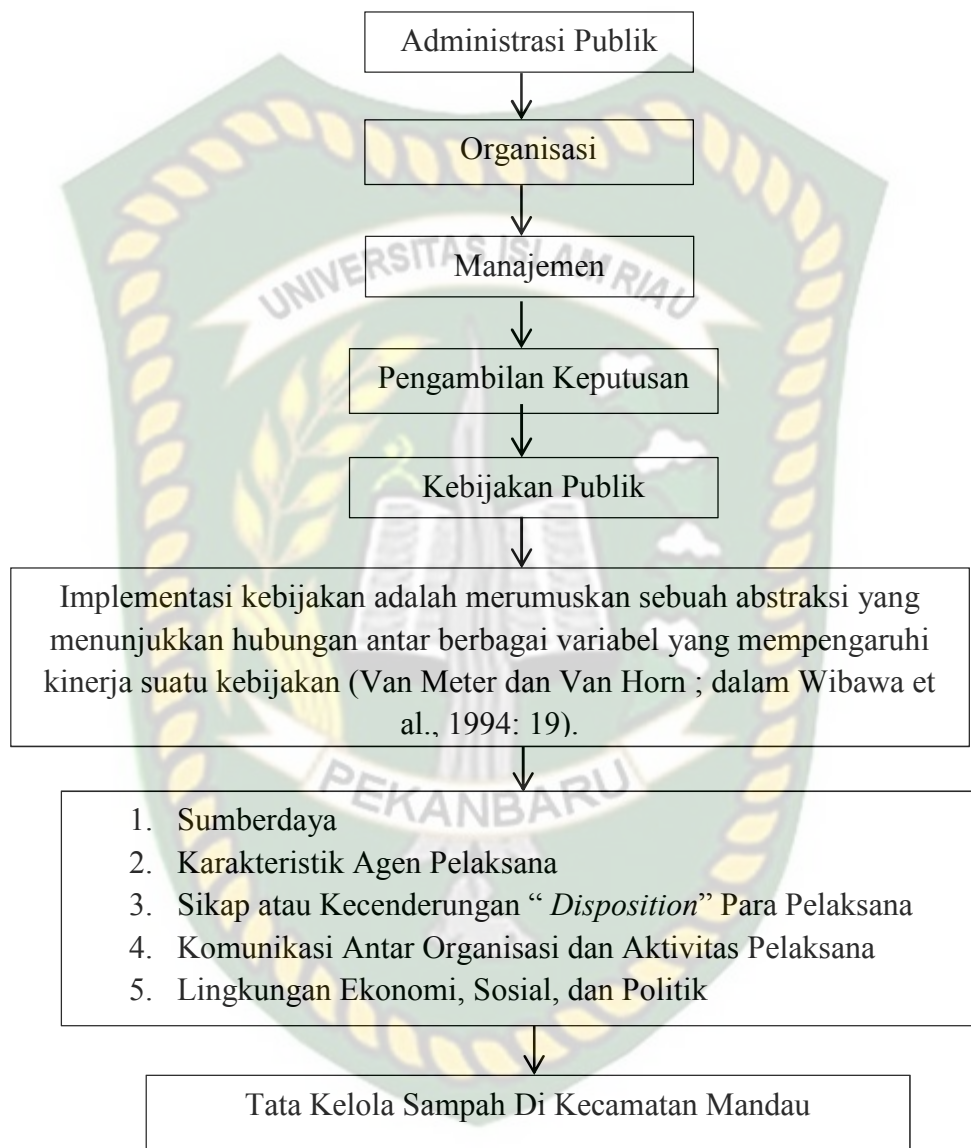 Administrasi Publik
Organisasi
UNIVERSITAS ISLAM RIAU
Manajemen
Pengambilan Keputusan
Kebijakan Publik
Implementasi kebijakan adalah merumuskan sebuah abstraksi yang
menunjukkan hubungan antar berbagai variabel yang mempengaruhi
kinerja suatu kebijakan (Van Meter dan Van Horn ; dalam Wibawa et
al., 1994: 19).
PEKANBARU
1. Sumberdaya
2. Karakteristik Agen Pelaksana
3. Sikap atau Kecenderungan “ Disposition” Para Pelaksana
4. Komunikasi Antar Organisasi dan Aktivitas Pelaksana
5. Lingkungan Ekonomi, Sosial, dan Politik
Tata Kelola Sampah Di Kecamatan Mandau